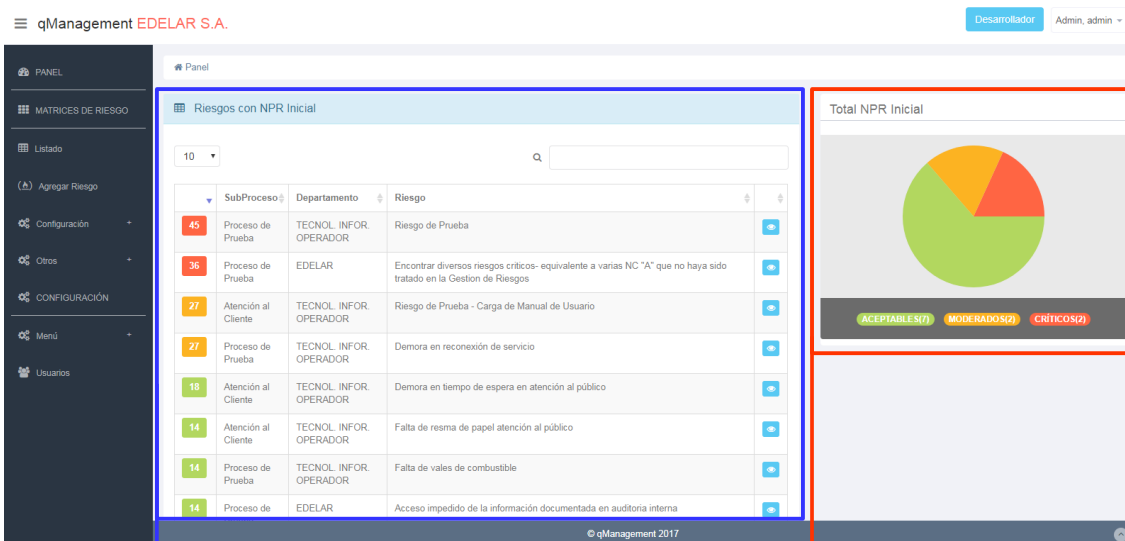 qManagement EDELAR S.A.
Desarrollador
Admin, admin
PANEL
MATRICES DE RIESGO
Listado
Agregar Riesgo
Configuración +
Otros +
CONFIGURACIÓN
Menú +
Usuarios
Panel
Riesgos con NPR Inicial
10
SubProceso Departamento Riesgo
45 Proceso de TECNOL. INFOR. Riesgo de Prueba
Prueba OPERADOR
36 Proceso de EDELAR Encontrar diversos riesgos criticos- equivalente a varias NC "A" que no haya sido
Prueba tratado en la Gestion de Riesgos
27 Atención al TECNOL. INFOR. Riesgo de Prueba - Carga de Manual de Usuario
Cliente OPERADOR
27 Proceso de TECNOL. INFOR. Demora en reconexión de servicio
Prueba OPERADOR
18 Atención al TECNOL. INFOR. Demora en tiempo de espera en atención al público
Cliente OPERADOR
14 Atención al TECNOL. INFOR. Falta de resma de papel atención al público
Cliente OPERADOR
14 Proceso de TECNOL. INFOR. Falta de vales de combustible
Prueba OPERADOR
14 Proceso de EDELAR Acceso impedido de la información documentada en auditoria interna
Total NPR Inicial
ACEPTABLES(7) MODERADOS(2) CRÍTICOS(2)
© qManagement 2017